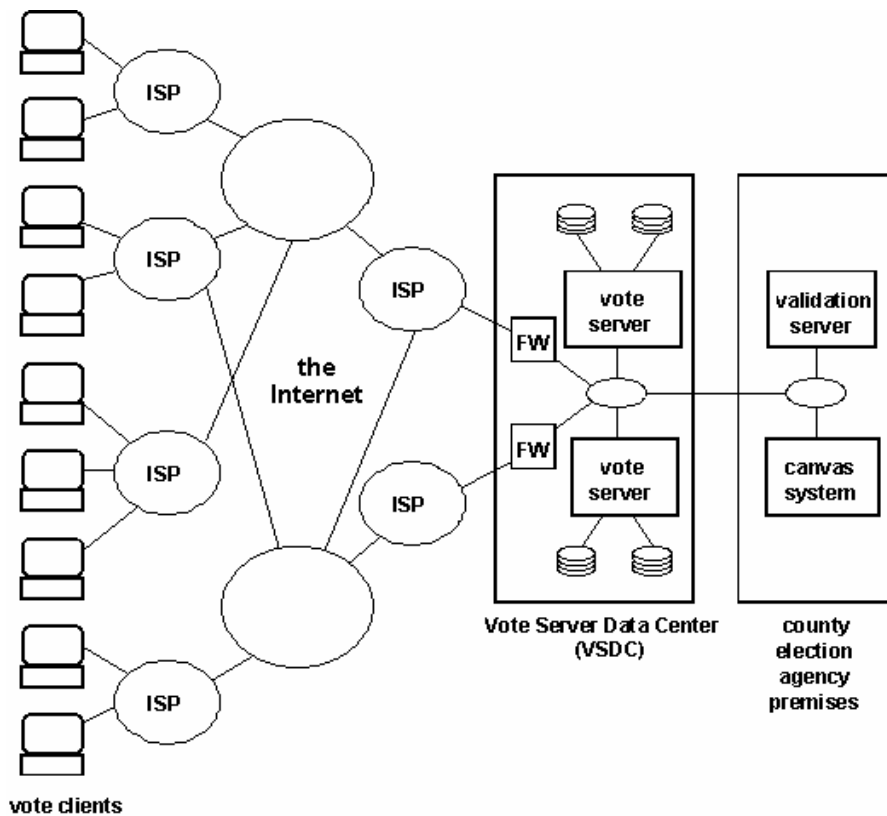 ISP
ISP
ISP
ISP
the
Internet
ISP
ISP
FW
FW
vote
server
vote
server
validation
server
canvas
system
Vote Server Data Center
(VSDC)
county
election
agency
premises
vote clients